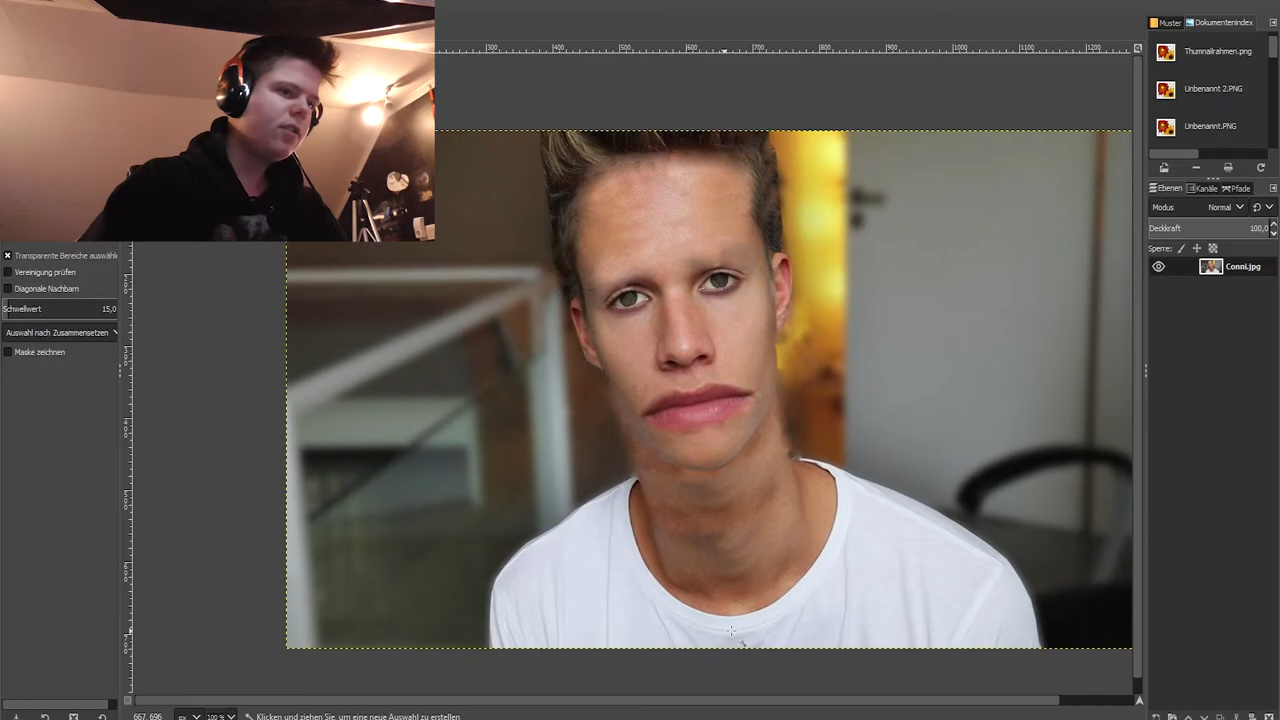 300 400 500 600 700 800 900 1000 1100 1200
Muster Dokumentenindex
Thumnailrahmen.png
Unbenannt 2.PNG
Unbenannt.PNG
Ebenen Kanäle Pfade
Modus Normal
Deckkraft 100,0
Sperre:
Conni.jpg
Transparente Bereiche auswähle
Vereinigung prüfen
Diagonale Nachbarn
Schwellwert 15,0
Auswahl nach Zusammensetzen
Maske zeichnen
667, 696 px 100 % Klicken und ziehen Sie, um eine neue Auswahl zu erstellen